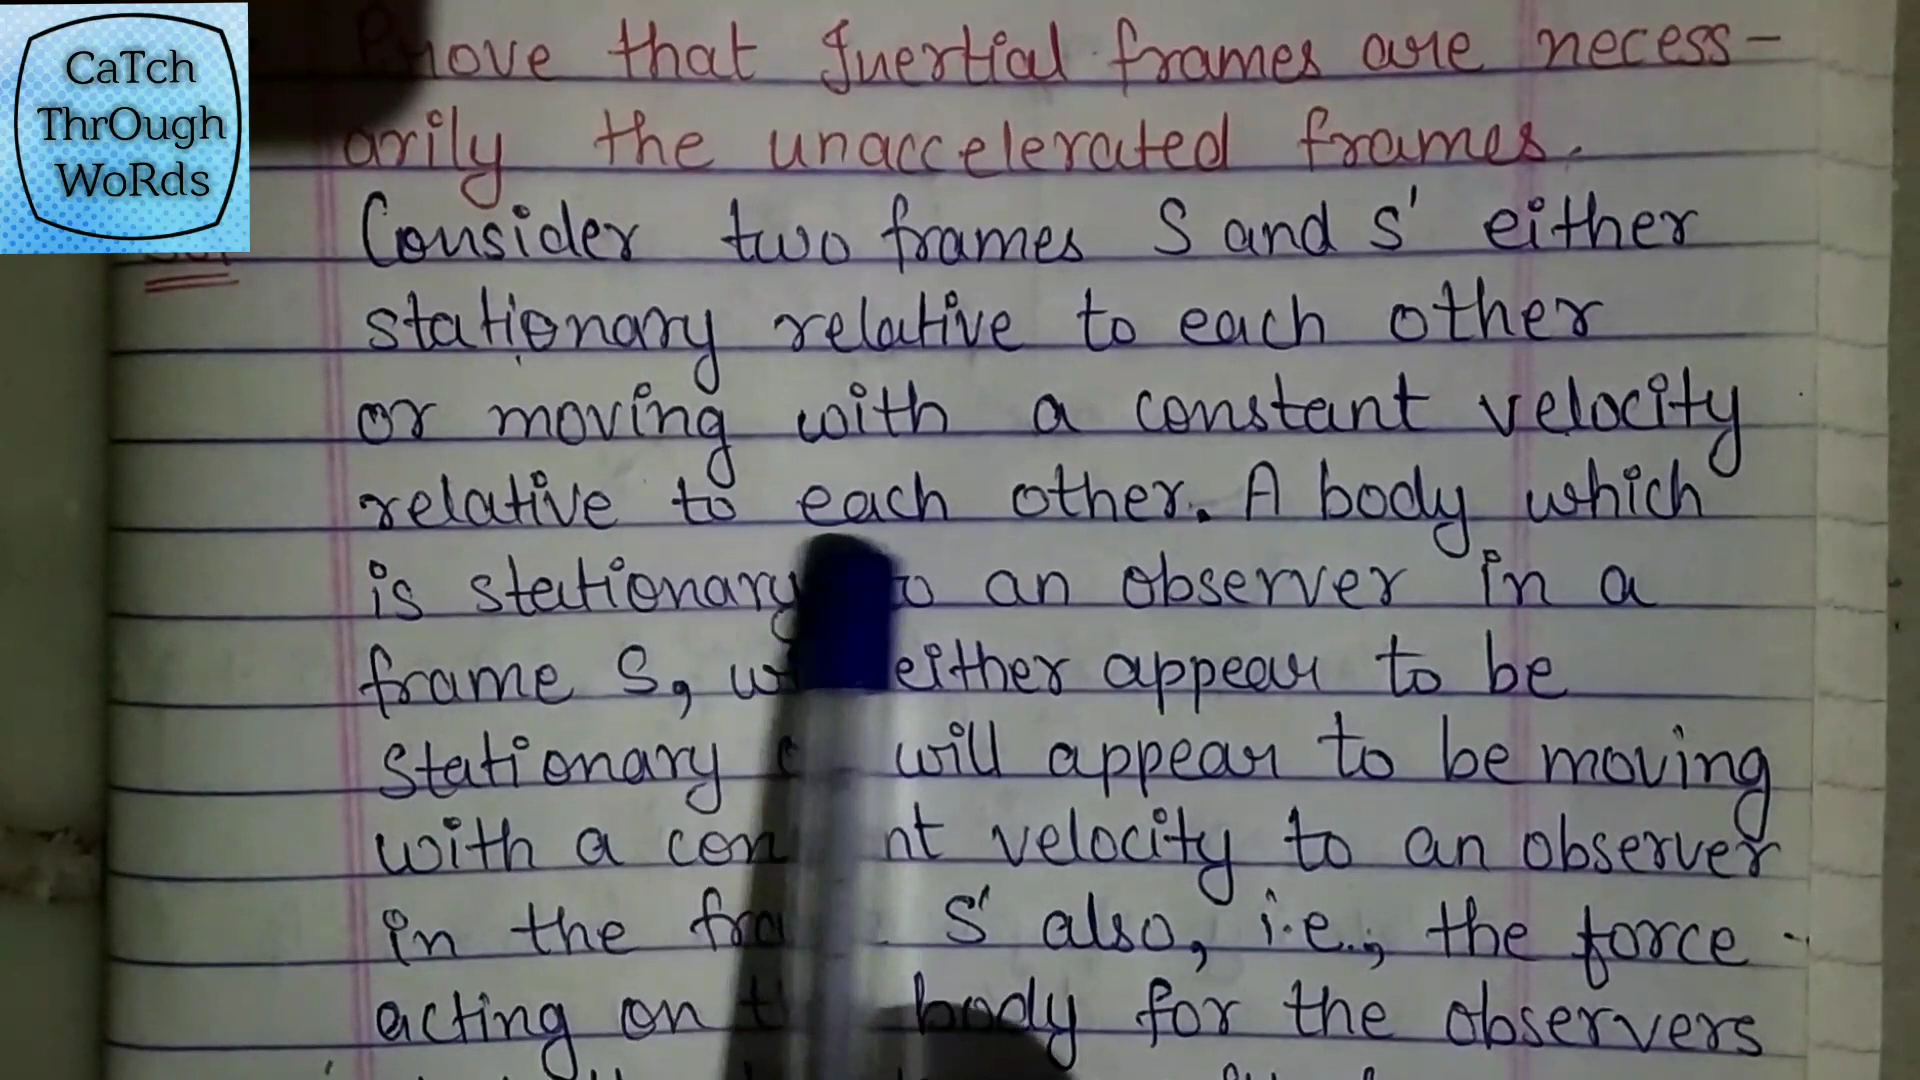 CaTch
ThrOugh
WoRds
Prove that Inertial frames are necess-
arily the unaccelerated frames.
Consider two frames S and S' either
stationary relative to each other
or moving with a constant velocity
relative to each other. A body which
is stationary to an observer in a
frame S, either appear to be
stationary will appear to be moving
with a velocity to an observer
in the S' also, i.e., the force
acting on body for the observers